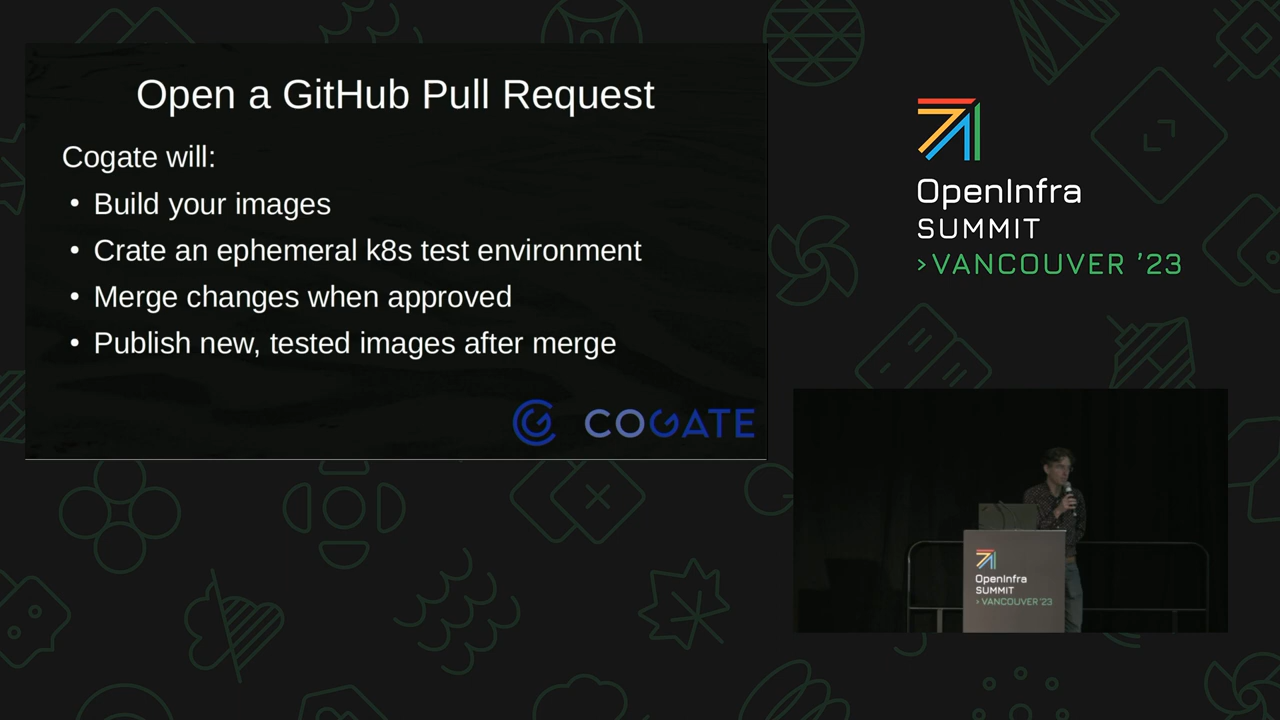 Open a GitHub Pull Request
Cogate will:
• Build your images
• Crate an ephemeral k8s test environment
• Merge changes when approved
• Publish new, tested images after merge
COGATE
OpenInfra
SUMMIT
>VANCOUVER '23
OpenInfra
SUMMIT
>VANCOUVER '23